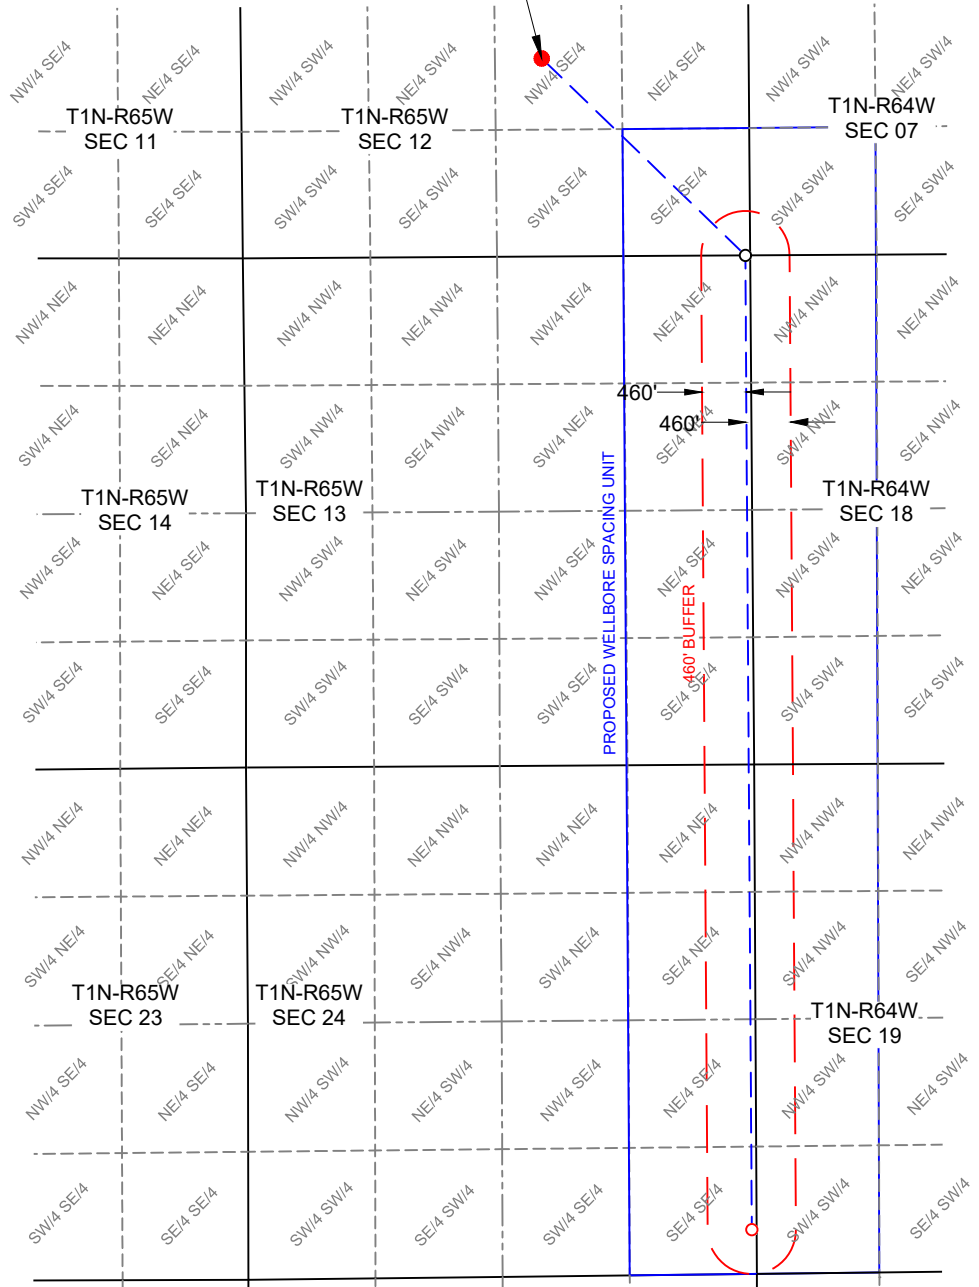 NW/4 SE/4
NE/4 SE/4
NW/4 SW/4
NE/4 SW/4
NW/4 SE/4
NE/4 SE/4
NW/4 SW/4
NE/4 SW/4
T1N-R65W
SEC 11
T1N-R65W
SEC 12
T1N-R64W
SEC 07
SW/4 SE/4
SE/4 SE/4
SW/4 SW/4
SE/4 SW/4
SW/4 SE/4
SE/4 SE/4
SW/4 SW/4
SE/4 SW/4
NW/4 NE/4
NE/4 NE/4
NW/4 NW/4
NE/4 NW/4
NW/4 NE/4
NE/4 NE/4
NW/4 NW/4
NE/4 NW/4
460'
460'
SW/4 NE/4
SE/4 NE/4
SW/4 NW/4
SE/4 NW/4
SW/4 NE/4
SE/4 NE/4
SW/4 NW/4
SE/4 NW/4
T1N-R65W
SEC 14
T1N-R65W
SEC 13
PROPOSED WELLBORE SPACING UNIT
T1N-R64W
SEC 18
NW/4 SE/4
NE/4 SE/4
NW/4 SW/4
NE/4 SW/4
NW/4 SE/4
NE/4 SE/4
NW/4 SW/4
NE/4 SW/4
460' BUFFER
SW/4 SE/4
SE/4 SE/4
SW/4 SW/4
SE/4 SW/4
SW/4 SE/4
SE/4 SE/4
SW/4 SW/4
SE/4 SW/4
NW/4 NE/4
NE/4 NE/4
NW/4 NW/4
NE/4 NW/4
NW/4 NE/4
NE/4 NE/4
NW/4 NW/4
NE/4 NW/4
SW/4 NE/4
SE/4 NE/4
SW/4 NW/4
SE/4 NW/4
SW/4 NE/4
SE/4 NE/4
SW/4 NW/4
SE/4 NW/4
T1N-R65W
SEC 23
T1N-R65W
SEC 24
T1N-R64W
SEC 19
NW/4 SE/4
NE/4 SE/4
NW/4 SW/4
NE/4 SW/4
NW/4 SE/4
NE/4 SE/4
NW/4 SW/4
NE/4 SW/4
SW/4 SE/4
SE/4 SE/4
SW/4 SW/4
SE/4 SW/4
SW/4 SE/4
SE/4 SE/4
SW/4 SW/4
SE/4 SW/4